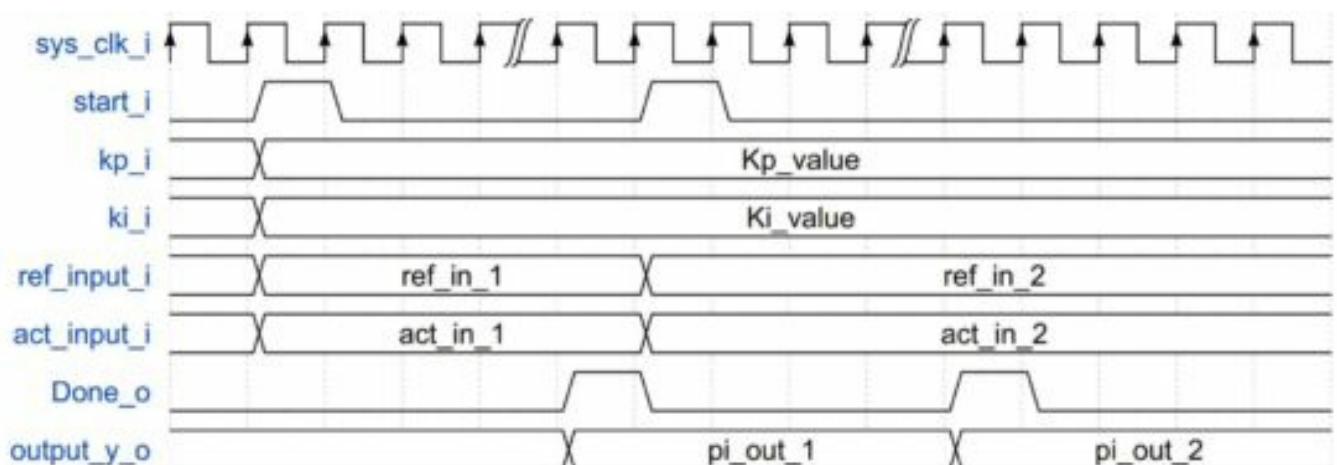 sys_clk_i
start_i
kp_i Kp_value
ki_i Ki_value
ref_input_i ref_in_1 ref_in_2
act_input_i act_in_1 act_in_2
Done_o
output_y_o pi_out_1 pi_out_2